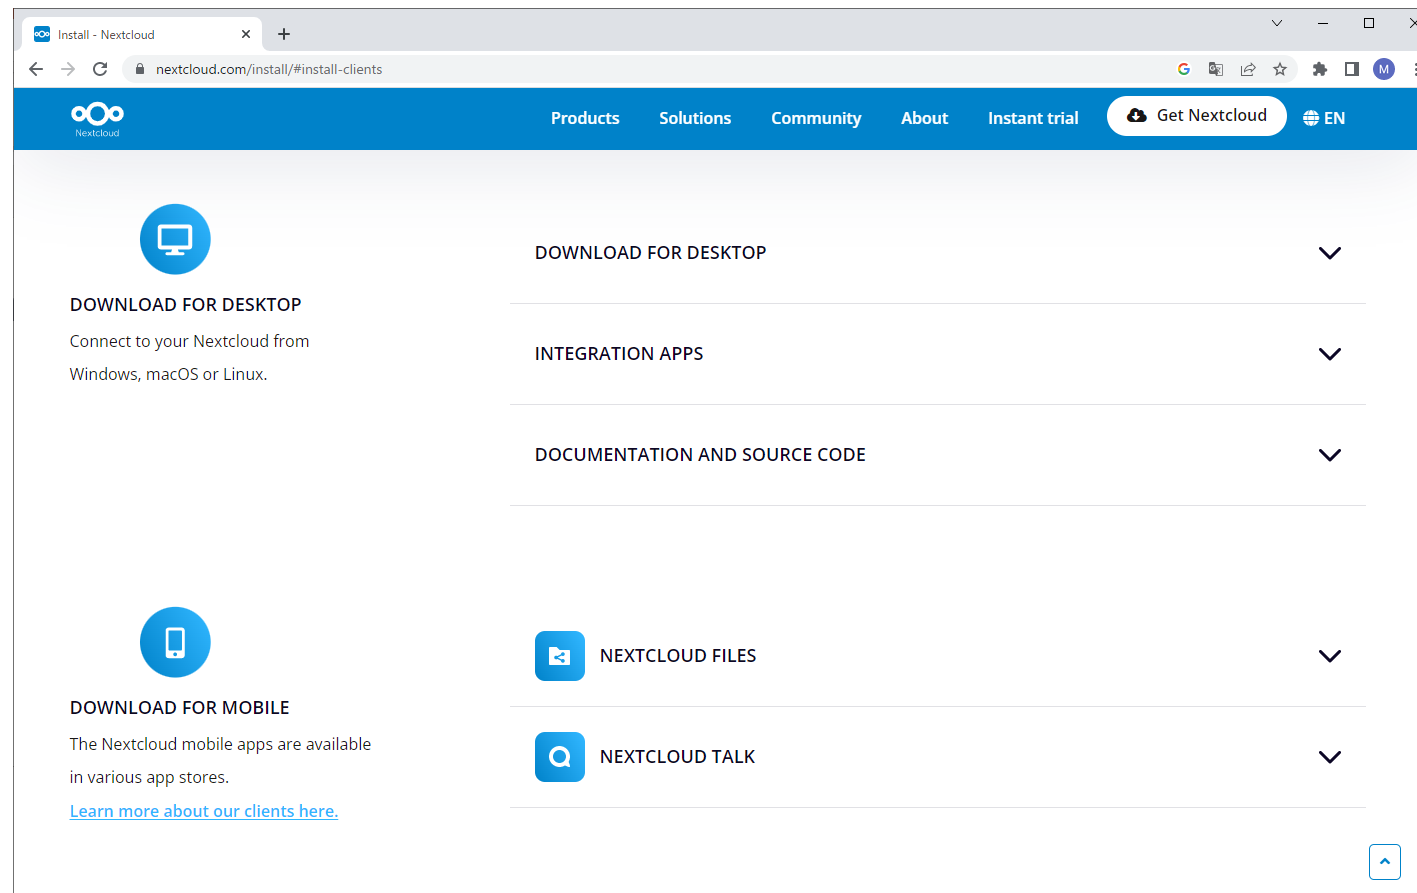 Install - Nextcloud
nextcloud.com/install/#install-clients
M
Nextcloud
Products
Solutions
Community
About
Instant trial
Get Nextcloud
EN
DOWNLOAD FOR DESKTOP
Connect to your Nextcloud from
Windows, macOS or Linux.
DOWNLOAD FOR DESKTOP
INTEGRATION APPS
DOCUMENTATION AND SOURCE CODE
DOWNLOAD FOR MOBILE
The Nextcloud mobile apps are available
in various app stores.
Learn more about our clients here.
NEXTCLOUD FILES
NEXTCLOUD TALK